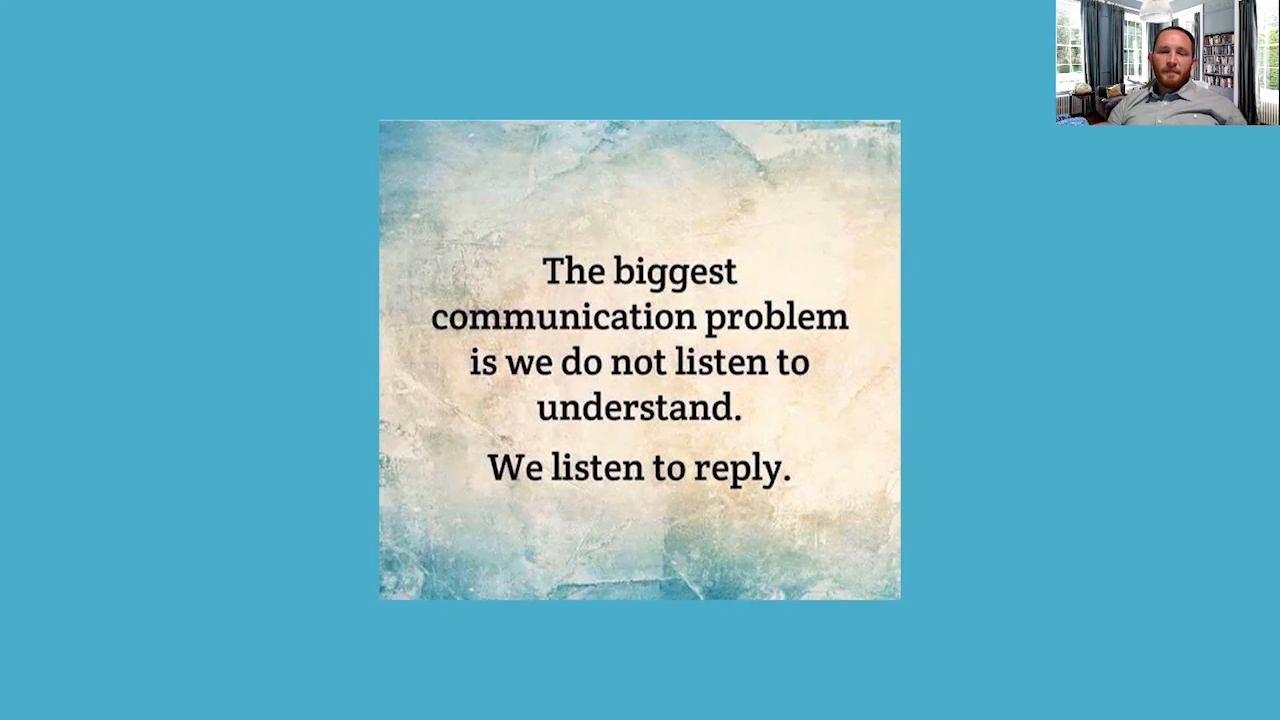 The biggest
communication problem
is we do not listen to
understand.
We listen to reply.